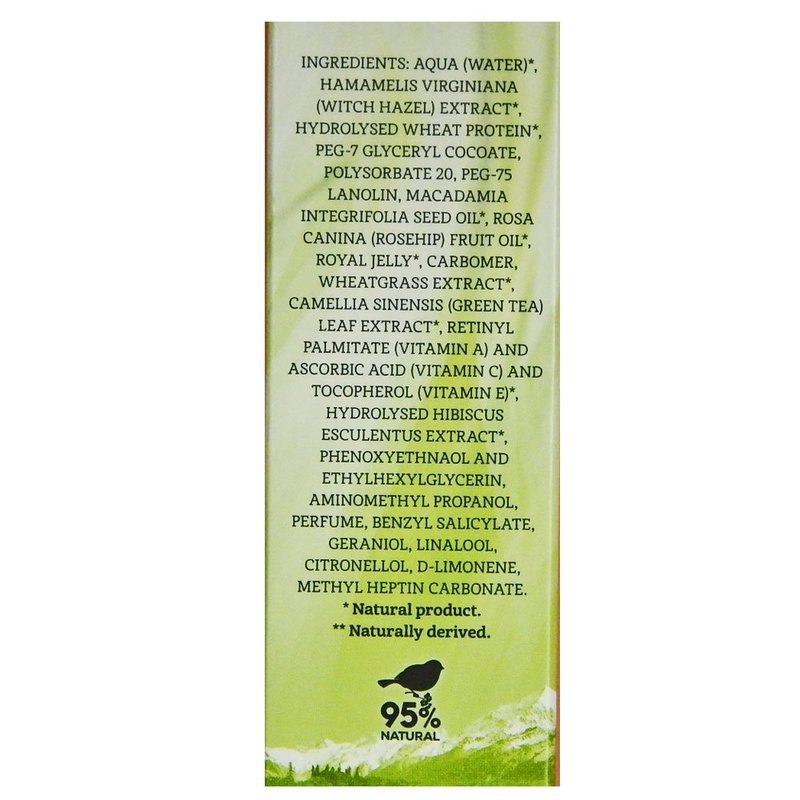 INGREDIENTS: AQUA (WATER)*,
HAMAMELIS VIRGINIANA
(WITCH HAZEL) EXTRACT*,
HYDROLYSED WHEAT PROTEIN*,
PEG-7 GLYCERYL COCOATE,
POLYSORBATE 20, PEG-75
LANOLIN, MACADAMIA
INTEGRIFOLIA SEED OIL*, ROSA
CANINA (ROSEHIP) FRUIT OIL*,
ROYAL JELLY*, CARBOMER,
WHEATGRASS EXTRACT*,
CAMELLIA SINENSIS (GREEN TEA)
LEAF EXTRACT*, RETINYL
PALMITATE (VITAMIN A) AND
ASCORBIC ACID (VITAMIN C) AND
TOCOPHEROL (VITAMIN E)*,
HYDROLYSED HIBISCUS
ESCULENTUS EXTRACT*,
PHENOXYETHNAOL AND
ETHYLHEXYLGLYCERIN,
AMINOMETHYL PROPANOL,
PERFUME, BENZYL SALICYLATE,
GERANIOL, LINALOOL,
CITRONELLOL, D-LIMONENE,
METHYL HEPTIN CARBONATE.
* Natural product.
** Naturally derived.
95%
NATURAL